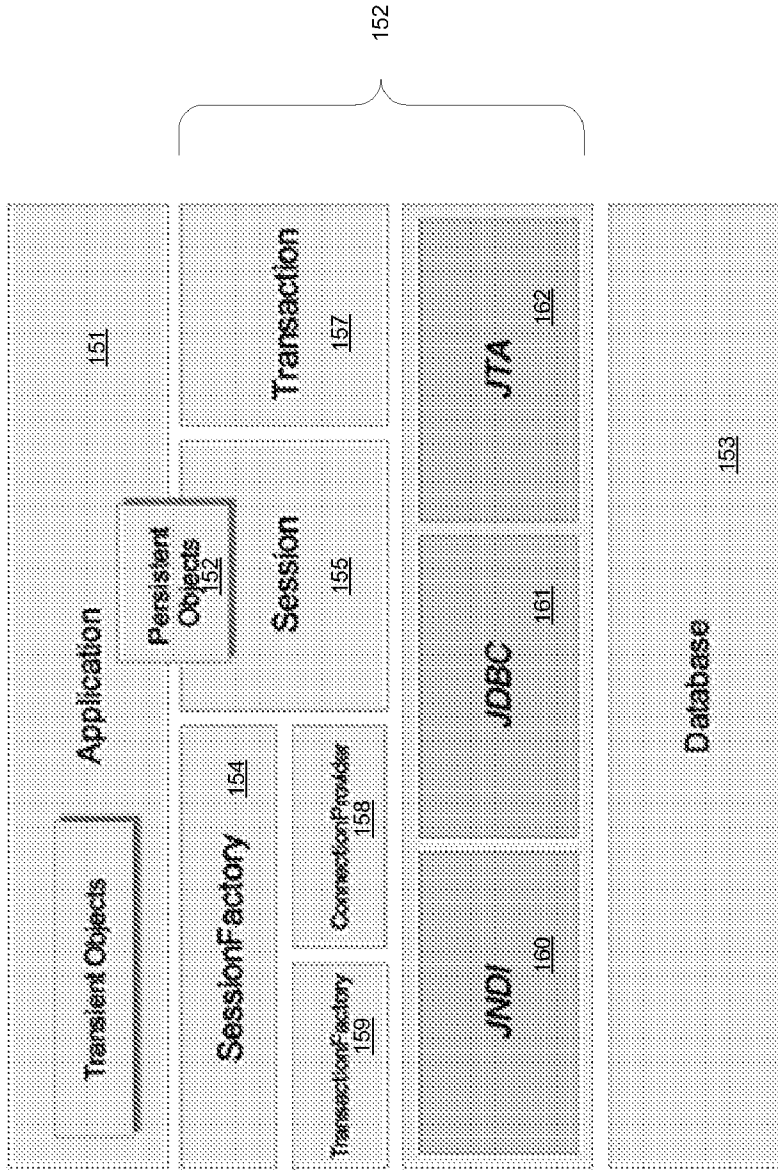 Application
151
Transient Objects
Persistent
Objects
152
SessionFactory
154
Session
155
Transaction
157
TransactionFactory
159
ConnectionProvider
158
152
JNDI
160
JDBC
161
JTA
162
Database
153